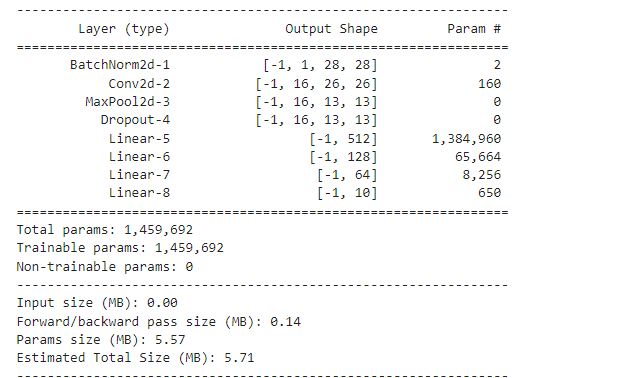 ----------------------------------------------------------------
        Layer (type)               Output Shape         Param #
================================================================
       BatchNorm2d-1            [-1, 1, 28, 28]               2
            Conv2d-2           [-1, 16, 26, 26]             160
         MaxPool2d-3           [-1, 16, 13, 13]               0
           Dropout-4           [-1, 16, 13, 13]               0
            Linear-5                  [-1, 512]       1,384,960
            Linear-6                  [-1, 128]          65,664
            Linear-7                   [-1, 64]           8,256
            Linear-8                   [-1, 10]             650
================================================================
Total params: 1,459,692
Trainable params: 1,459,692
Non-trainable params: 0
----------------------------------------------------------------
Input size (MB): 0.00
Forward/backward pass size (MB): 0.14
Params size (MB): 5.57
Estimated Total Size (MB): 5.71
----------------------------------------------------------------